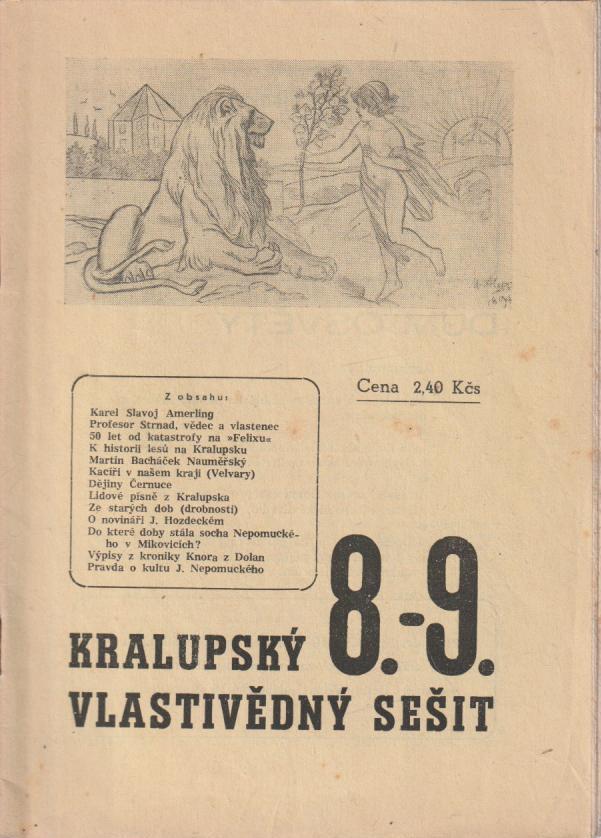 Cena 2,40 Kčs
Z obsahu:
Karel Slavoj Amerling
Profesor Strnad, vědec a vlastenec
50 let od katastrofy na »Felixu«
K historii lesů na Kralupsku
Martin Bacháček Nauměřský
Kacíři v našem kraji (Velvary)
Dějiny Černuce
Lidové písně z Kralupska
Ze starých dob (drobnosti)
O novináři J. Hozdeckém
Do které doby stála socha Nepomucké-
ho v Mikovicích?
Výpisy z kroniky Knora z Dolan
Pravda o kultu J. Nepomuckého
8.-9.
KRALUPSKÝ
VLASTIVĚDNÝ SEŠIT